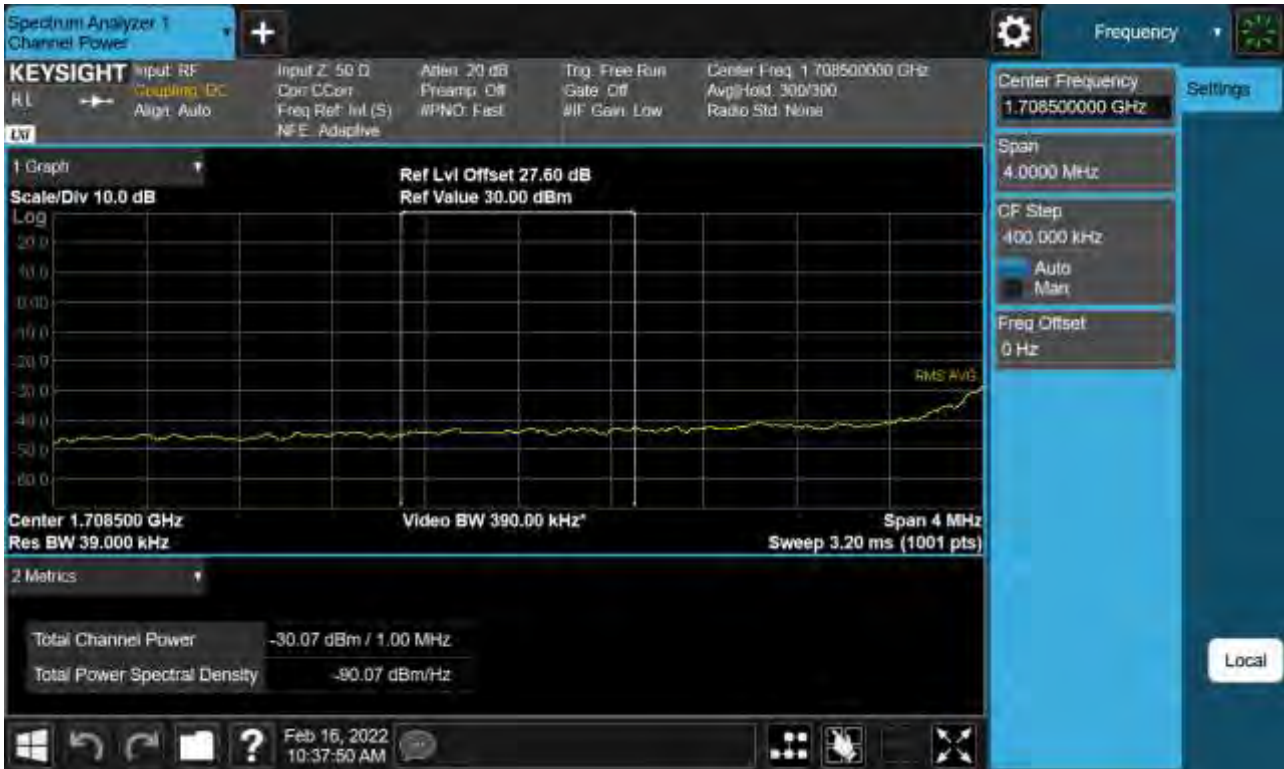 Spectrum Analyzer 1
Channel Power
Frequency
KEYSIGHT
RL
LXI
Input: RF
Coupling: DC
Align: Auto
Input Z: 50 Ω
Corr CCorr
Freq Ref: Int (S)
NFE: Adaptive
Atten: 20 dB
Preamp: Off
#PNO: Fast
Trig: Free Run
Gate: Off
#IF Gain: Low
Center Freq: 1.708500000 GHz
Avg|Hold: 300/300
Radio Std: None
Center Frequency
1.708500000 GHz
Settings
Span
4.0000 MHz
CF Step
400.000 kHz
Auto
Man
Freq Offset
0 Hz
1 Graph
Ref Lvl Offset 27.60 dB
Scale/Div 10.0 dB
Ref Value 30.00 dBm
Log
20.0
10.0
0.00
-10.0
-20.0
-30.0
-40.0
-50.0
-60.0
RMS AVG
Center 1.708500 GHz
Video BW 390.00 kHz*
Span 4 MHz
Res BW 39.000 kHz
Sweep 3.20 ms (1001 pts)
2 Metrics
Total Channel Power
-30.07 dBm / 1.00 MHz
Total Power Spectral Density
-90.07 dBm/Hz
Local
Feb 16, 2022
10:37:50 AM